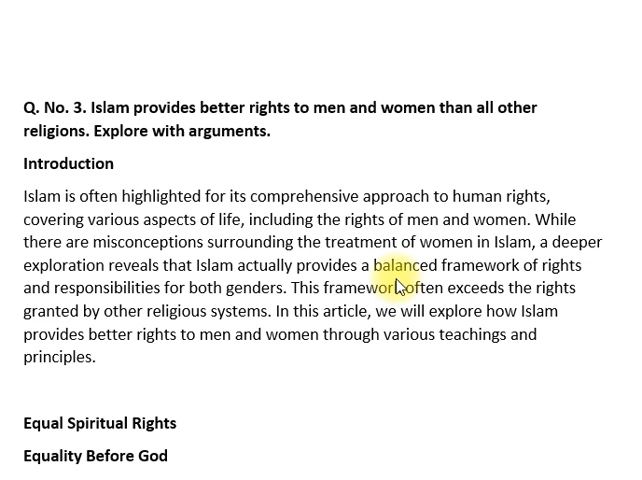 Q. No. 3. Islam provides better rights to men and women than all other
religions. Explore with arguments.
Introduction
Islam is often highlighted for its comprehensive approach to human rights,
covering various aspects of life, including the rights of men and women. While
there are misconceptions surrounding the treatment of women in Islam, a deeper
exploration reveals that Islam actually provides a balanced framework of rights
and responsibilities for both genders. This framework often exceeds the rights
granted by other religious systems. In this article, we will explore how Islam
provides better rights to men and women through various teachings and
principles.
Equal Spiritual Rights
Equality Before God